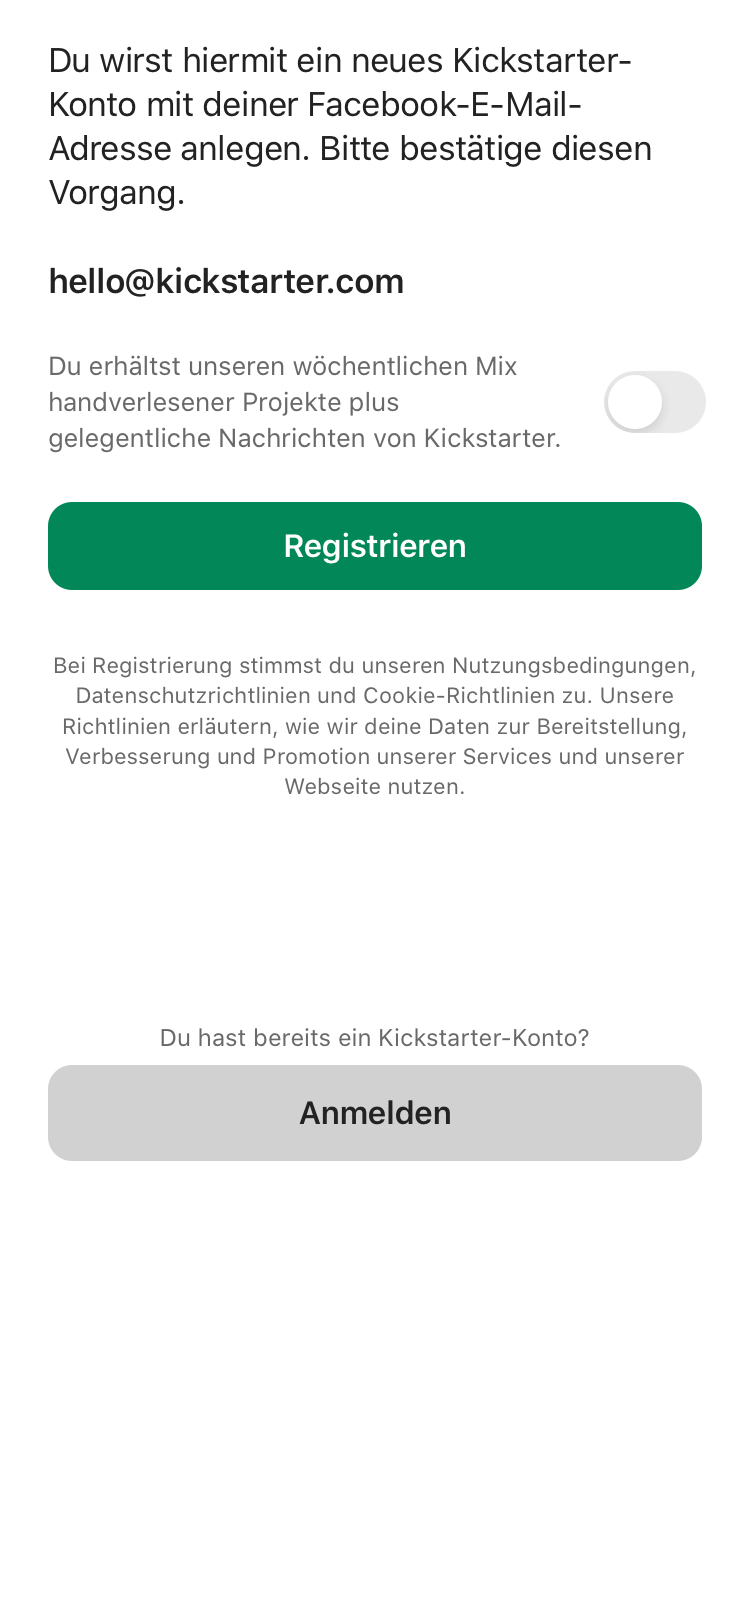 Du wirst hiermit ein neues Kickstarter-
Konto mit deiner Facebook-E-Mail-
Adresse anlegen. Bitte bestätige diesen
Vorgang.
hello@kickstarter.com
Du erhältst unseren wöchentlichen Mix
handverlesener Projekte plus
gelegentliche Nachrichten von Kickstarter.
Registrieren
Bei Registrierung stimmst du unseren Nutzungsbedingungen,
Datenschutzrichtlinien und Cookie-Richtlinien zu. Unsere
Richtlinien erläutern, wie wir deine Daten zur Bereitstellung,
Verbesserung und Promotion unserer Services und unserer
Webseite nutzen.
Du hast bereits ein Kickstarter-Konto?
Anmelden